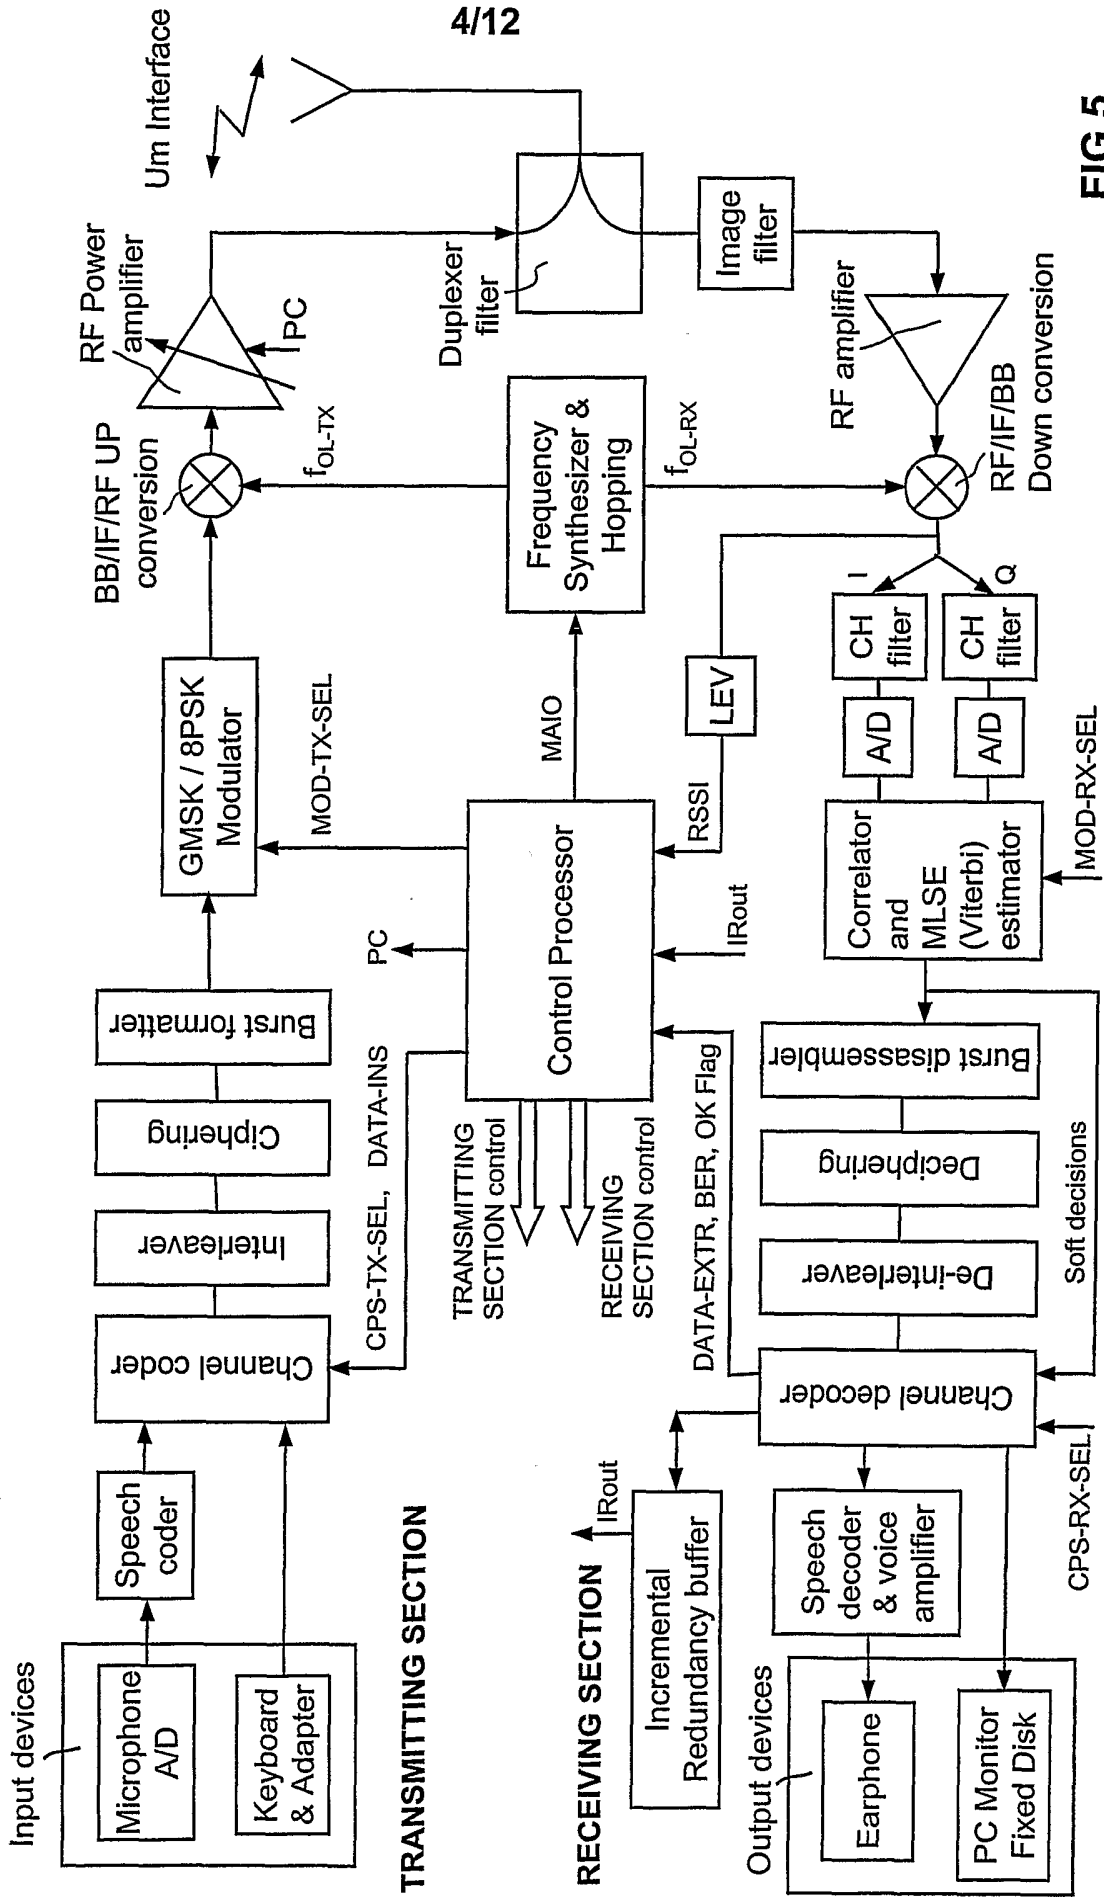 4/12
Input devices
Microphone
A/D
Keyboard
& Adapter
Speech
coder
Channel coder
Interleaver
Ciphering
Burst formatter
GMSK / 8PSK
Modulator
BB/IF/RF UP
conversion
RF Power
amplifier
PC
Um Interface
TRANSMITTING SECTION
CPS-TX-SEL, DATA-INS
PC
MOD-TX-SEL
fOL-TX
Duplexer
filter
TRANSMITTING
SECTION control
RECEIVING
SECTION control
Control Processor
MAIO
Frequency
Synthesizer &
Hopping
fOL-RX
Image
filter
RECEIVING SECTION
IRout
Incremental
Redundancy buffer
DATA-EXTR, BER, OK Flag
IRout
RSSI
LEV
RF amplifier
RF/IF/BB
Down conversion
I
Q
CH
filter
CH
filter
A/D
A/D
Correlator
and
MLSE
(Viterbi)
estimator
MOD-RX-SEL
Burst disassembler
Deciphering
De-interleaver
Channel decoder
Soft decisions
CPS-RX-SEL
Speech
decoder
& voice
amplifier
Output devices
Earphone
PC Monitor
Fixed Disk
FIG.5